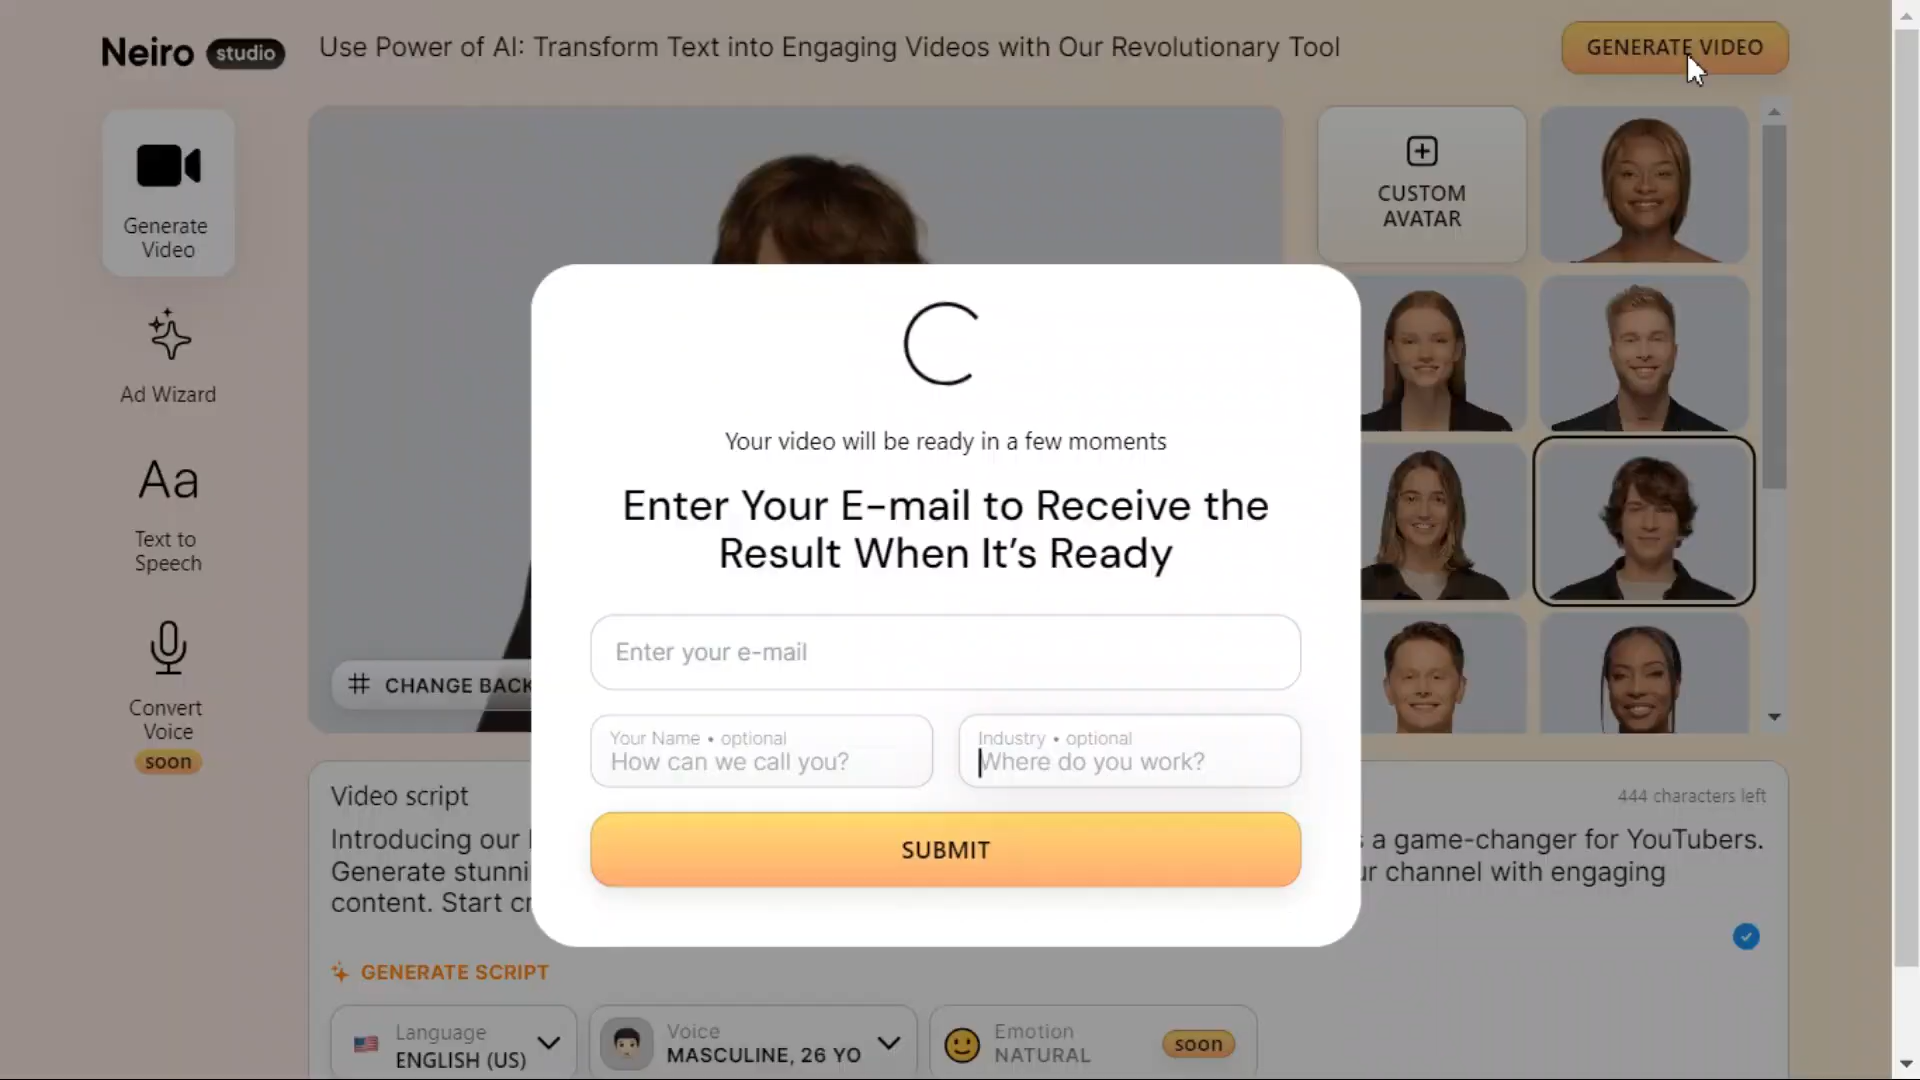 Neiro studio
Use Power of AI: Transform Text into Engaging Videos with Our Revolutionary Tool
GENERATE VIDEO
Generate
Video
Ad Wizard
Aa
Text to
Speech
Convert
Voice
soon
CUSTOM
AVATAR
CHANGE BACK
Your video will be ready in a few moments
Enter Your E-mail to Receive the
Result When It's Ready
Enter your e-mail
Your Name • optional
How can we call you?
Industry • optional
Where do you work?
SUBMIT
Video script
444 characters left
Introducing our a game-changer for YouTubers.
Generate stunni ur channel with engaging
content. Start cr
GENERATE SCRIPT
Language
ENGLISH (US)
Voice
MASCULINE, 26 YO
Emotion
NATURAL
soon